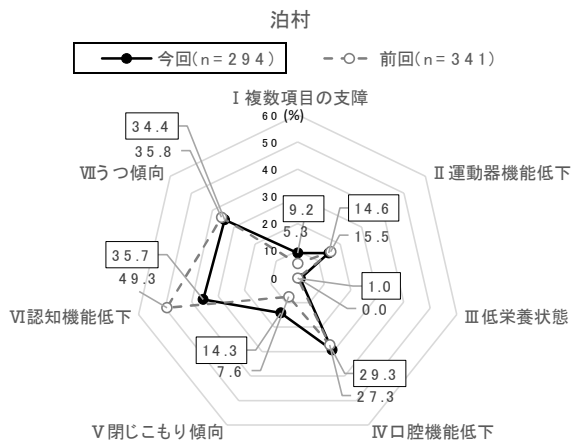 泊村
今回(n=294)
前回(n=341)
Ⅰ複数項目の支障
60 (%)
50
40
30
20
10
0
34.4
35.8
Ⅶうつ傾向
Ⅱ運動器機能低下
9.2
5.3
14.6
15.5
35.7
49.3
1.0
0.0
Ⅵ認知機能低下
Ⅲ低栄養状態
14.3
7.6
29.3
27.3
Ⅴ閉じこもり傾向
Ⅳ口腔機能低下